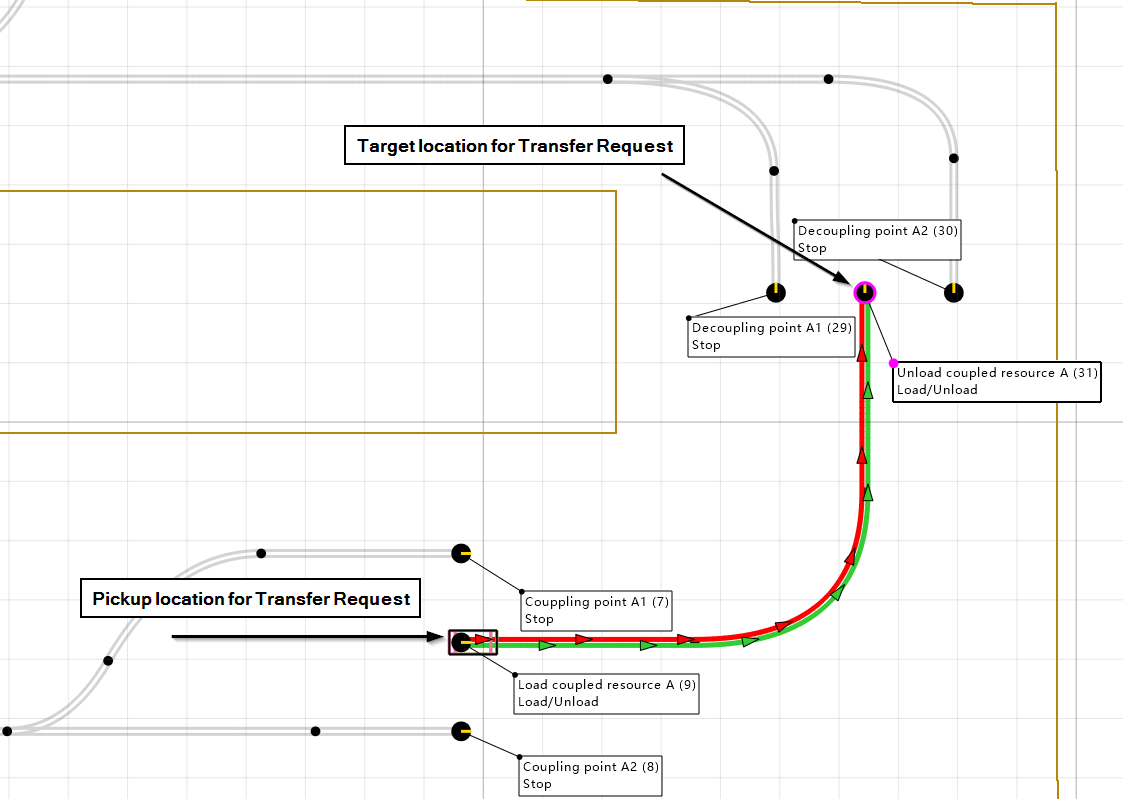 Target location for Transfer Request
Decoupling point A2 (30)
Stop
Decoupling point A1 (29)
Stop
Unload coupled resource A (31)
Load/Unload
Pickup location for Transfer Request
Couppling point A1 (7)
Stop
Load coupled resource A (9)
Load/Unload
Coupling point A2 (8)
Stop